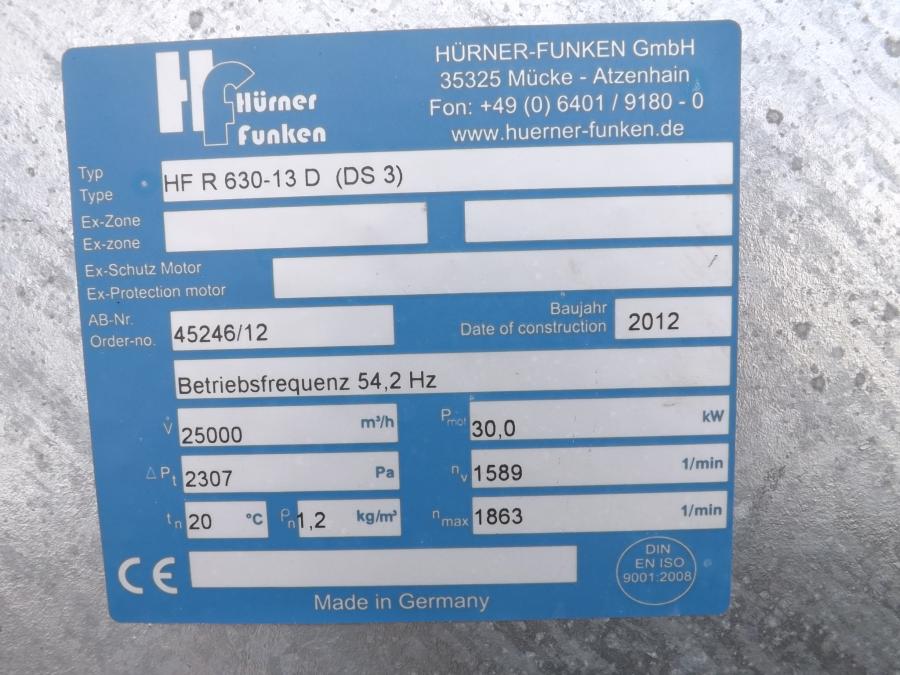 HF
Hürner
Funken
HÜRNER-FUNKEN GmbH
35325 Mücke - Atzenhain
Fon: +49 (0) 6401 / 9180 - 0
www.huerner-funken.de
Typ
Type
HF R 630-13 D (DS 3)
Ex-Zone
Ex-zone
Ex-Schutz Motor
Ex-Protection motor
AB-Nr.
Order-no.
45246/12
Baujahr
Date of construction
2012
Betriebsfrequenz 54,2 Hz
V̇ 25000 m³/h
Pmot 30,0 kW
Δ Pt 2307 Pa
nv 1589 1/min
tn 20 °C ρn 1,2 kg/m³
nmax 1863 1/min
CE
DIN
EN ISO
9001:2008
Made in Germany